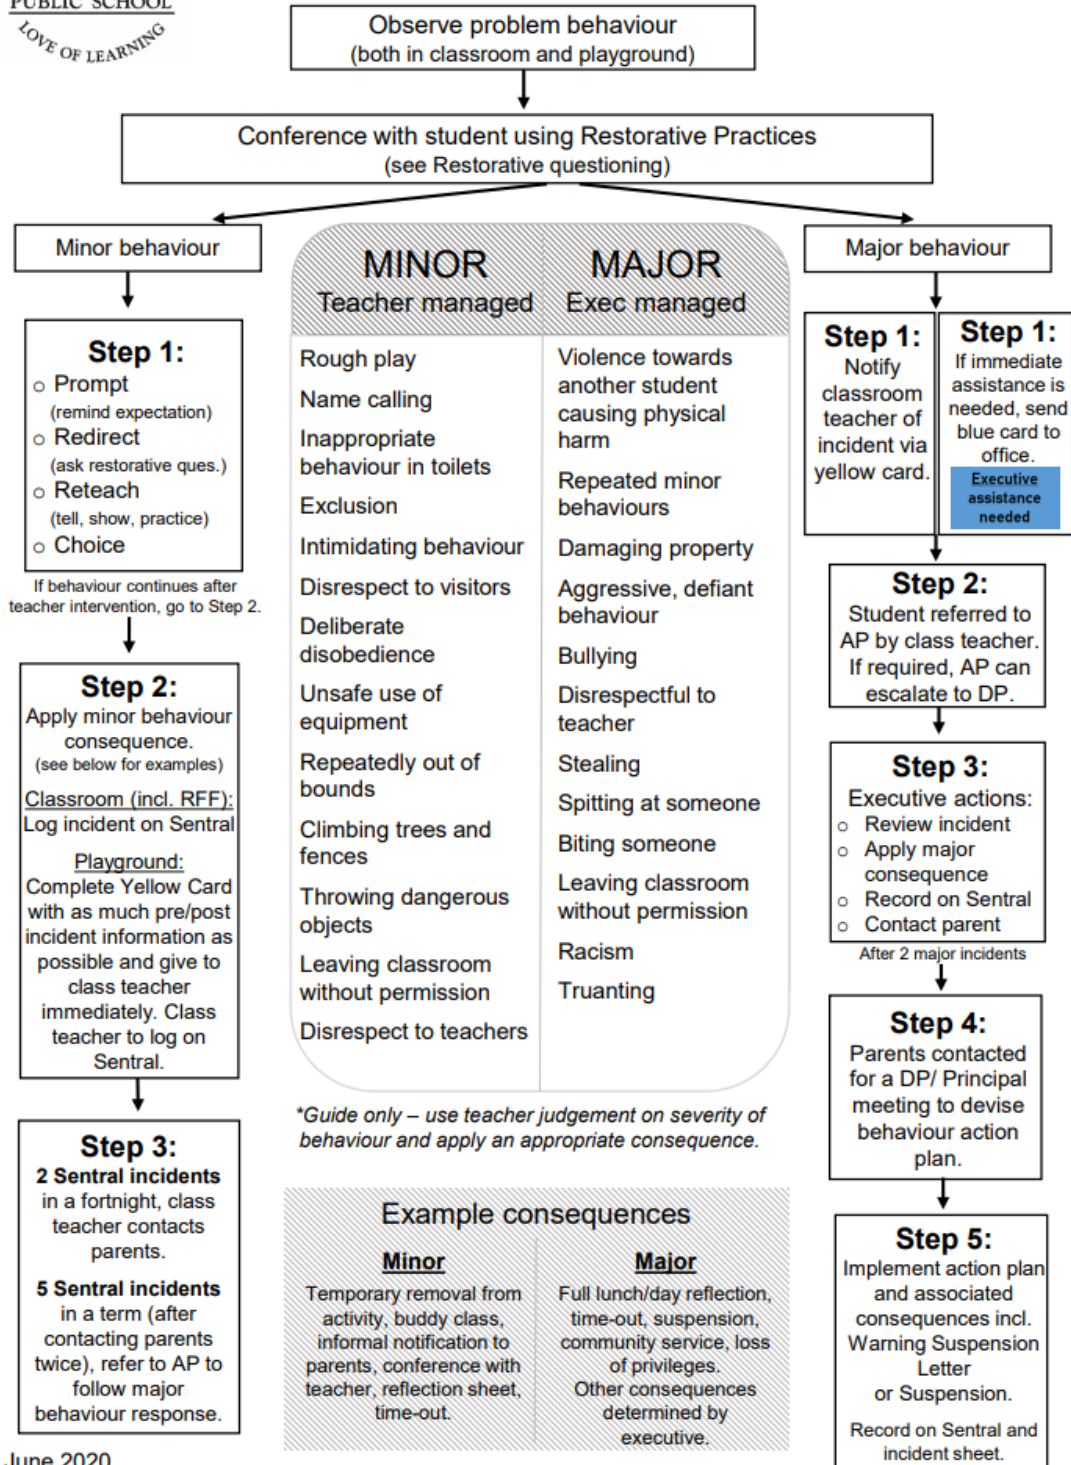 PUBLIC SCHOOL
LOVE OF LEARNING
Observe problem behaviour
(both in classroom and playground)
Conference with student using Restorative Practices
(see Restorative questioning)
Minor behaviour
Step 1:
o Prompt
(remind expectation)
o Redirect
(ask restorative ques.)
o Reteach
(tell, show, practice)
o Choice
If behaviour continues after
teacher intervention, go to Step 2.
Step 2:
Apply minor behaviour
consequence.
(see below for examples)
Classroom (incl. RFF):
Log incident on Sentral
Playground:
Complete Yellow Card
with as much pre/post
incident information as
possible and give to
class teacher
immediately. Class
teacher to log on
Sentral.
Step 3:
2 Sentral incidents
in a fortnight, class
teacher contacts
parents.
5 Sentral incidents
in a term (after
contacting parents
twice), refer to AP to
follow major
behaviour response.
June 2020
MINOR
Teacher managed
Rough play
Name calling
Inappropriate
behaviour in toilets
Exclusion
Intimidating behaviour
Disrespect to visitors
Deliberate
disobedience
Unsafe use of
equipment
Repeatedly out of
bounds
Climbing trees and
fences
Throwing dangerous
objects
Leaving classroom
without permission
Disrespect to teachers
MAJOR
Exec managed
Violence towards
another student
causing physical
harm
Repeated minor
behaviours
Damaging property
Aggressive, defiant
behaviour
Bullying
Disrespectful to
teacher
Stealing
Spitting at someone
Biting someone
Leaving classroom
without permission
Racism
Truanting
*Guide only – use teacher judgement on severity of
behaviour and apply an appropriate consequence.
Example consequences
Minor
Temporary removal from
activity, buddy class,
informal notification to
parents, conference with
teacher, reflection sheet,
time-out.
Major
Full lunch/day reflection,
time-out, suspension,
community service, loss
of privileges.
Other consequences
determined by
executive.
Major behaviour
Step 1:
Notify
classroom
teacher of
incident via
yellow card.
Step 1:
If immediate
assistance is
needed, send
blue card to
office.
Executive
assistance
needed
Step 2:
Student referred to
AP by class teacher.
If required, AP can
escalate to DP.
Step 3:
Executive actions:
o Review incident
o Apply major
consequence
o Record on Sentral
o Contact parent
After 2 major incidents
Step 4:
Parents contacted
for a DP/ Principal
meeting to devise
behaviour action
plan.
Step 5:
Implement action plan
and associated
consequences incl.
Warning Suspension
Letter
or Suspension.
Record on Sentral and
incident sheet.